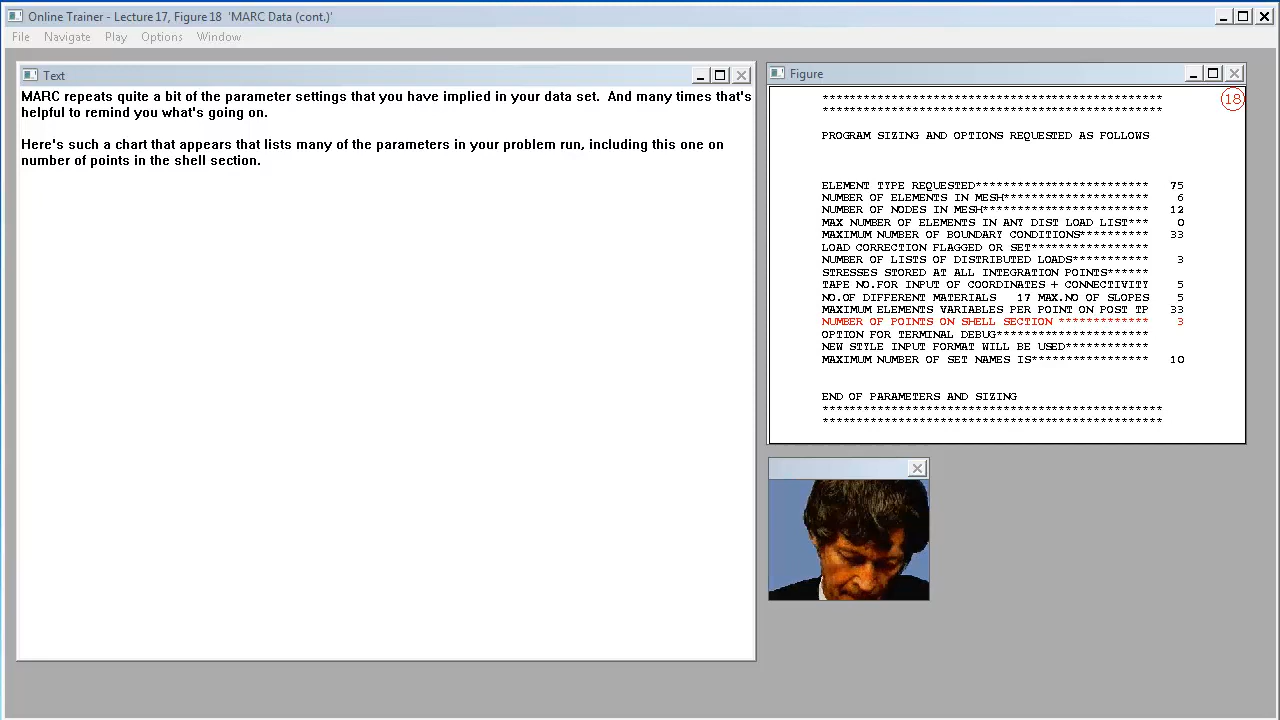 Online Trainer - Lecture 17, Figure 18  'MARC Data (cont.)'
File Navigate Play Options Window
Text
MARC repeats quite a bit of the parameter settings that you have implied in your data set.  And many times that's
helpful to remind you what's going on.
Here's such a chart that appears that lists many of the parameters in your problem run, including this one on
number of points in the shell section.
Figure
18
**************************************************
**************************************************
PROGRAM SIZING AND OPTIONS REQUESTED AS FOLLOWS
ELEMENT TYPE REQUESTED************************* 75
NUMBER OF ELEMENTS IN MESH********************* 6
NUMBER OF NODES IN MESH************************ 12
MAX NUMBER OF ELEMENTS IN ANY DIST LOAD LIST*** 0
MAXIMUM NUMBER OF BOUNDARY CONDITIONS********** 33
LOAD CORRECTION FLAGGED OR SET*****************
NUMBER OF LISTS OF DISTRIBUTED LOADS*********** 3
STRESSES STORED AT ALL INTEGRATION POINTS******
TAPE NO.FOR INPUT OF COORDINATES + CONNECTIVITY 5
NO.OF DIFFERENT MATERIALS   17 MAX.NO OF SLOPES 5
MAXIMUM ELEMENTS VARIABLES PER POINT ON POST TP 33
NUMBER OF POINTS ON SHELL SECTION ************* 3
OPTION FOR TERMINAL DEBUG**********************
NEW STYLE INPUT FORMAT WILL BE USED************
MAXIMUM NUMBER OF SET NAMES IS***************** 10
END OF PARAMETERS AND SIZING
**************************************************
**************************************************